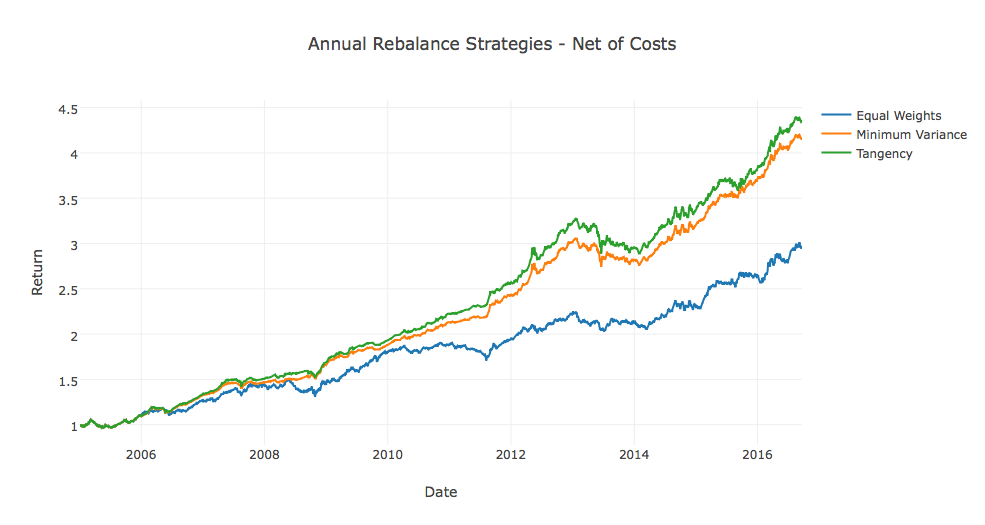 Annual Rebalance Strategies - Net of Costs
4.5
4
3.5
3
2.5
2
1.5
1
Return
2006
2008
2010
2012
2014
2016
Date
Equal Weights
Minimum Variance
Tangency